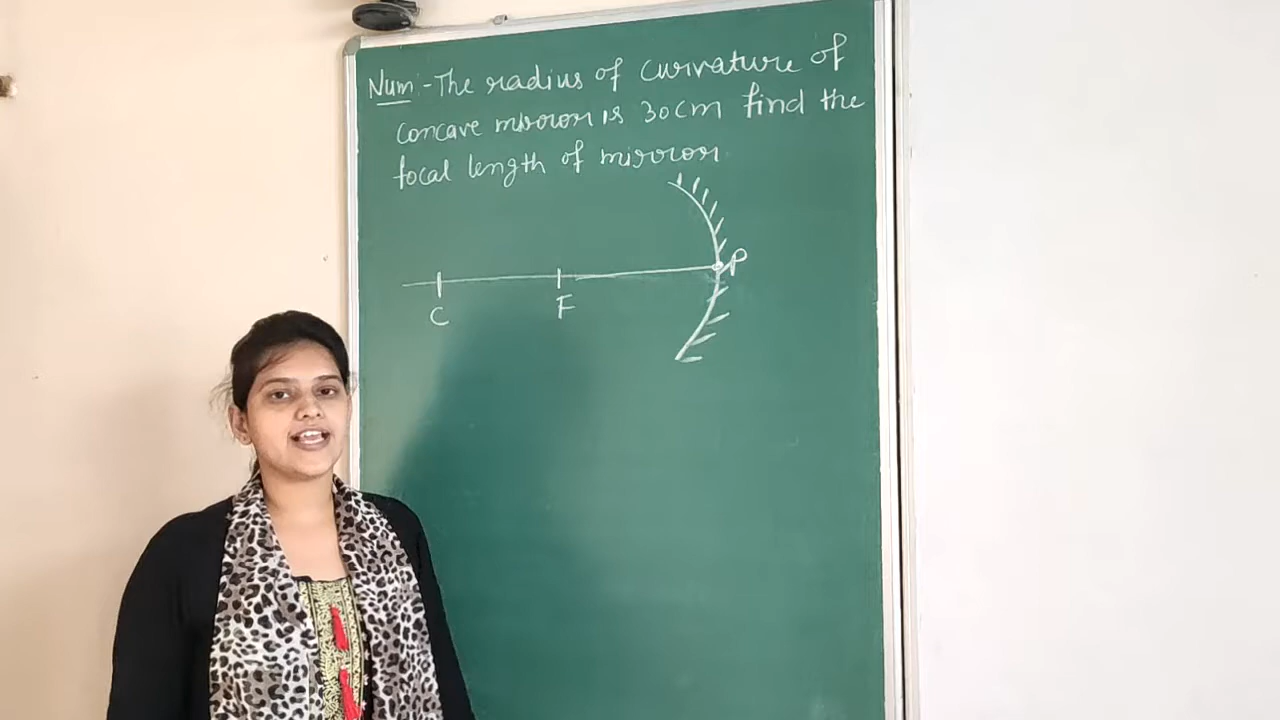 Num:-The radius of curvature of
concave mirror is 30cm find the
focal length of mirror
P
C
F